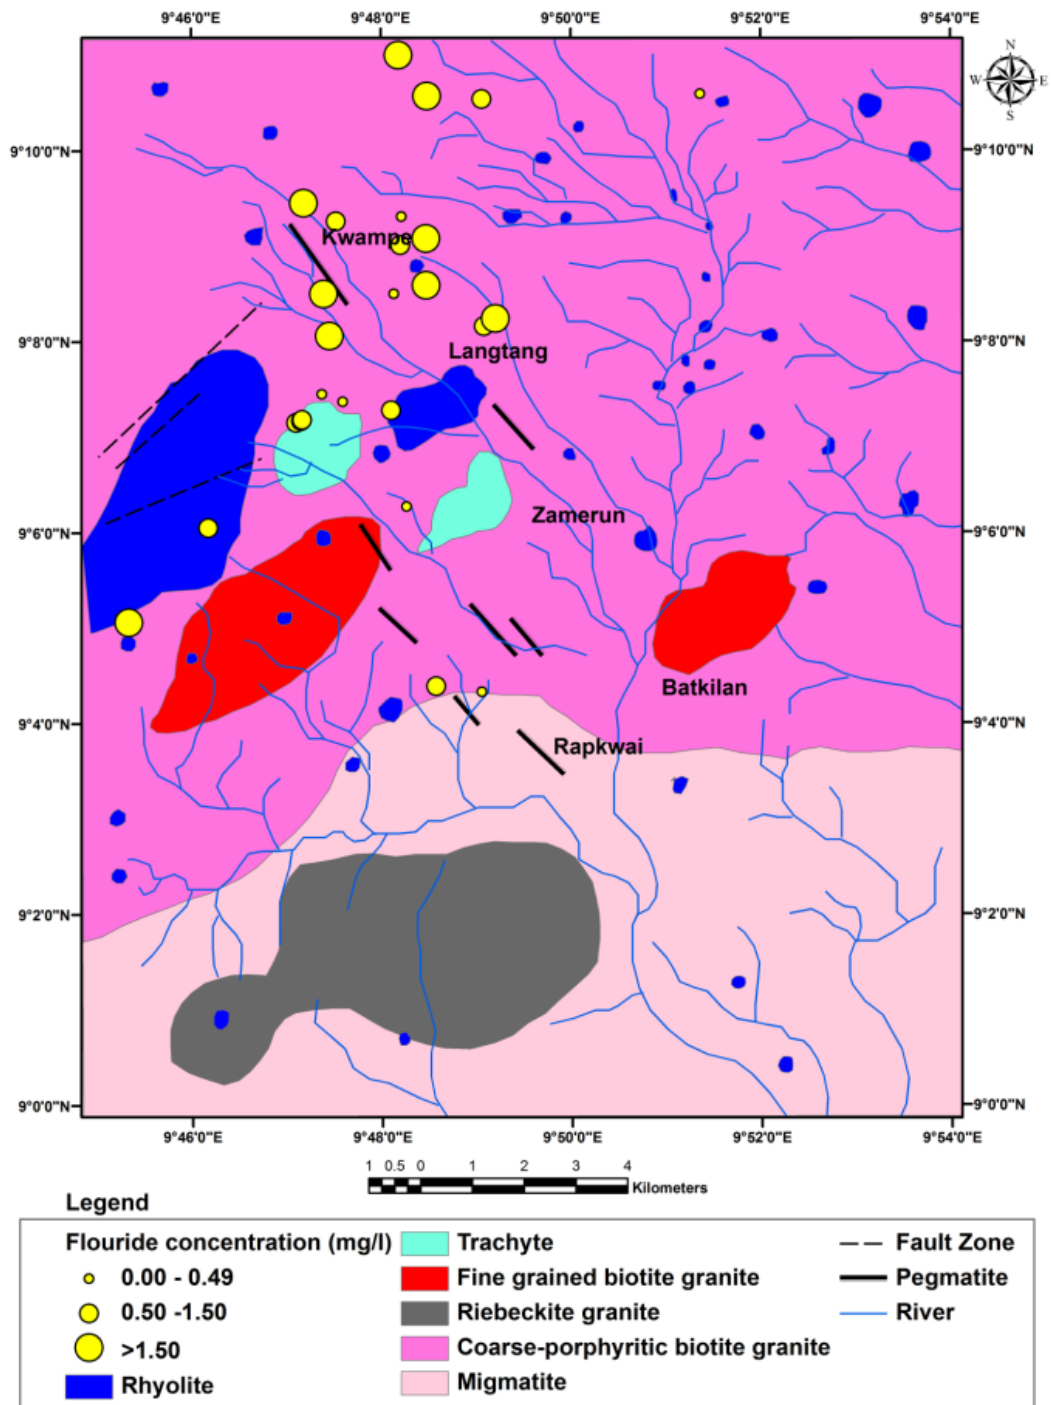 9°46'0"E 9°48'0"E 9°50'0"E 9°52'0"E 9°54'0"E
N
W E
S
9°10'0"N 9°10'0"N
Kwampe
9°8'0"N 9°8'0"N
Langtang
Zamerun
9°6'0"N 9°6'0"N
Batkilan
9°4'0"N 9°4'0"N
Rapkwai
9°2'0"N 9°2'0"N
9°0'0"N 9°0'0"N
9°46'0"E 9°48'0"E 9°50'0"E 9°52'0"E 9°54'0"E
1 0.5 0 1 2 3 4
Kilometers
Legend
Flouride concentration (mg/l) Trachyte Fault Zone
0.00 - 0.49 Fine grained biotite granite Pegmatite
0.50 -1.50 Riebeckite granite River
>1.50 Coarse-porphyritic biotite granite
Rhyolite Migmatite